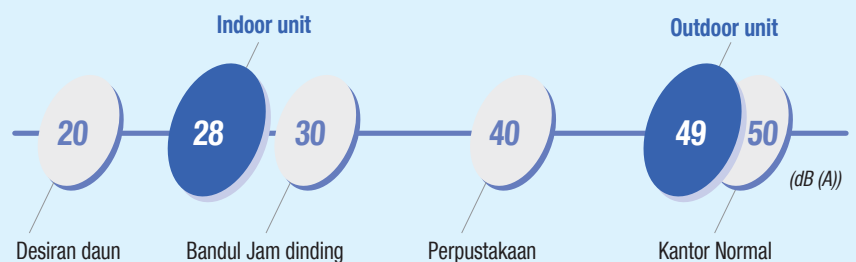 Indoor unit
Outdoor unit
20
28
30
40
49
50
(dB (A))
Desiran daun
Bandul Jam dinding
Perpustakaan
Kantor Normal